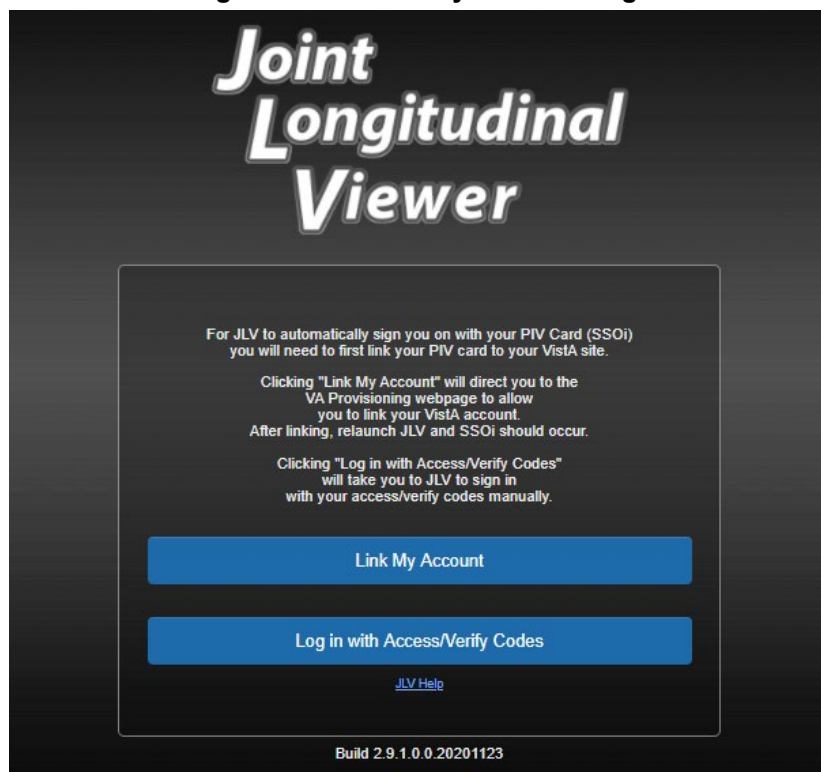 Joint
Longitudinal
Viewer
For JLV to automatically sign you on with your PIV Card (SSOi)
you will need to first link your PIV card to your VistA site.
Clicking "Link My Account" will direct you to the
VA Provisioning webpage to allow
you to link your VistA account.
After linking, relaunch JLV and SSOi should occur.
Clicking "Log in with Access/Verify Codes"
will take you to JLV to sign in
with your access/verify codes manually.
Link My Account
Log in with Access/Verify Codes
JLV Help
Build 2.9.1.0.0.20201123